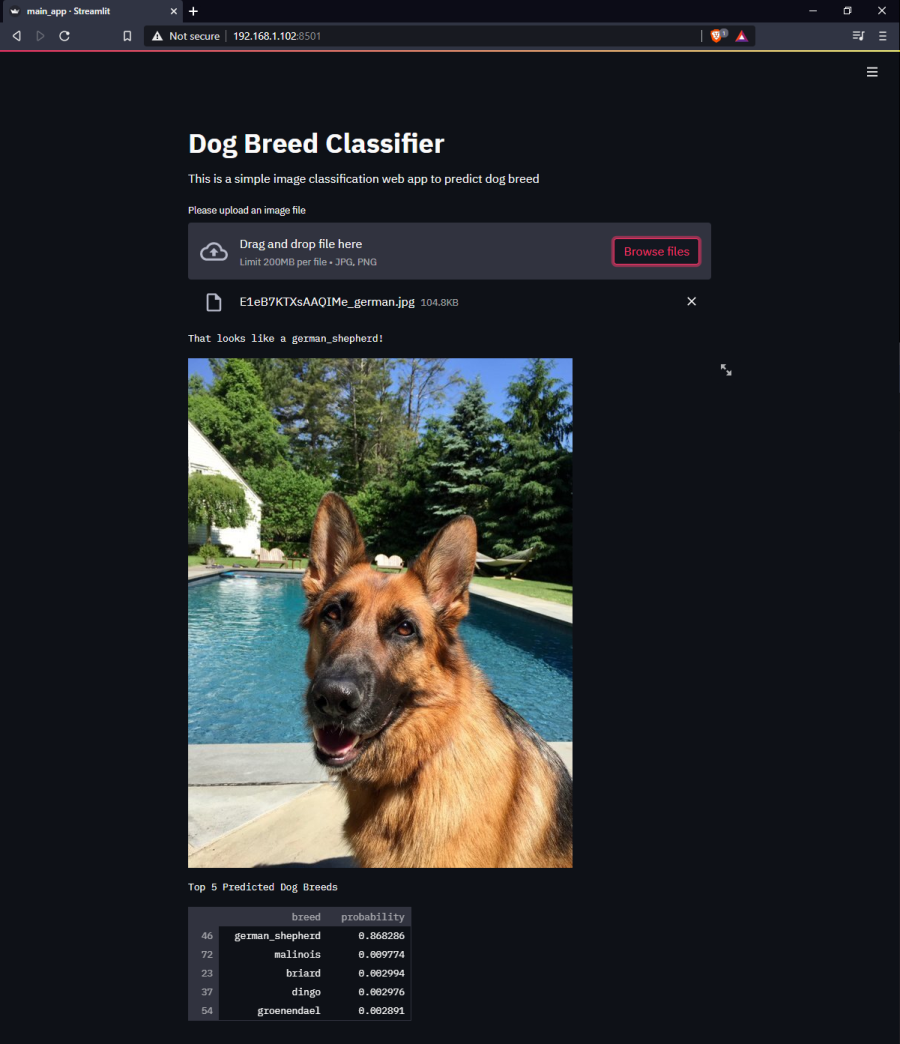 main_app · Streamlit
Not secure 192.168.1.102:8501
1
Dog Breed Classifier
This is a simple image classification web app to predict dog breed
Please upload an image file
Drag and drop file here
Limit 200MB per file • JPG, PNG
Browse files
E1eB7KTXsAAQIMe_german.jpg 104.8KB
That looks like a german_shepherd!
Top 5 Predicted Dog Breeds
breed probability
46 german_shepherd 0.868286
72 malinois 0.009774
23 briard 0.002994
37 dingo 0.002976
54 groenendael 0.002891